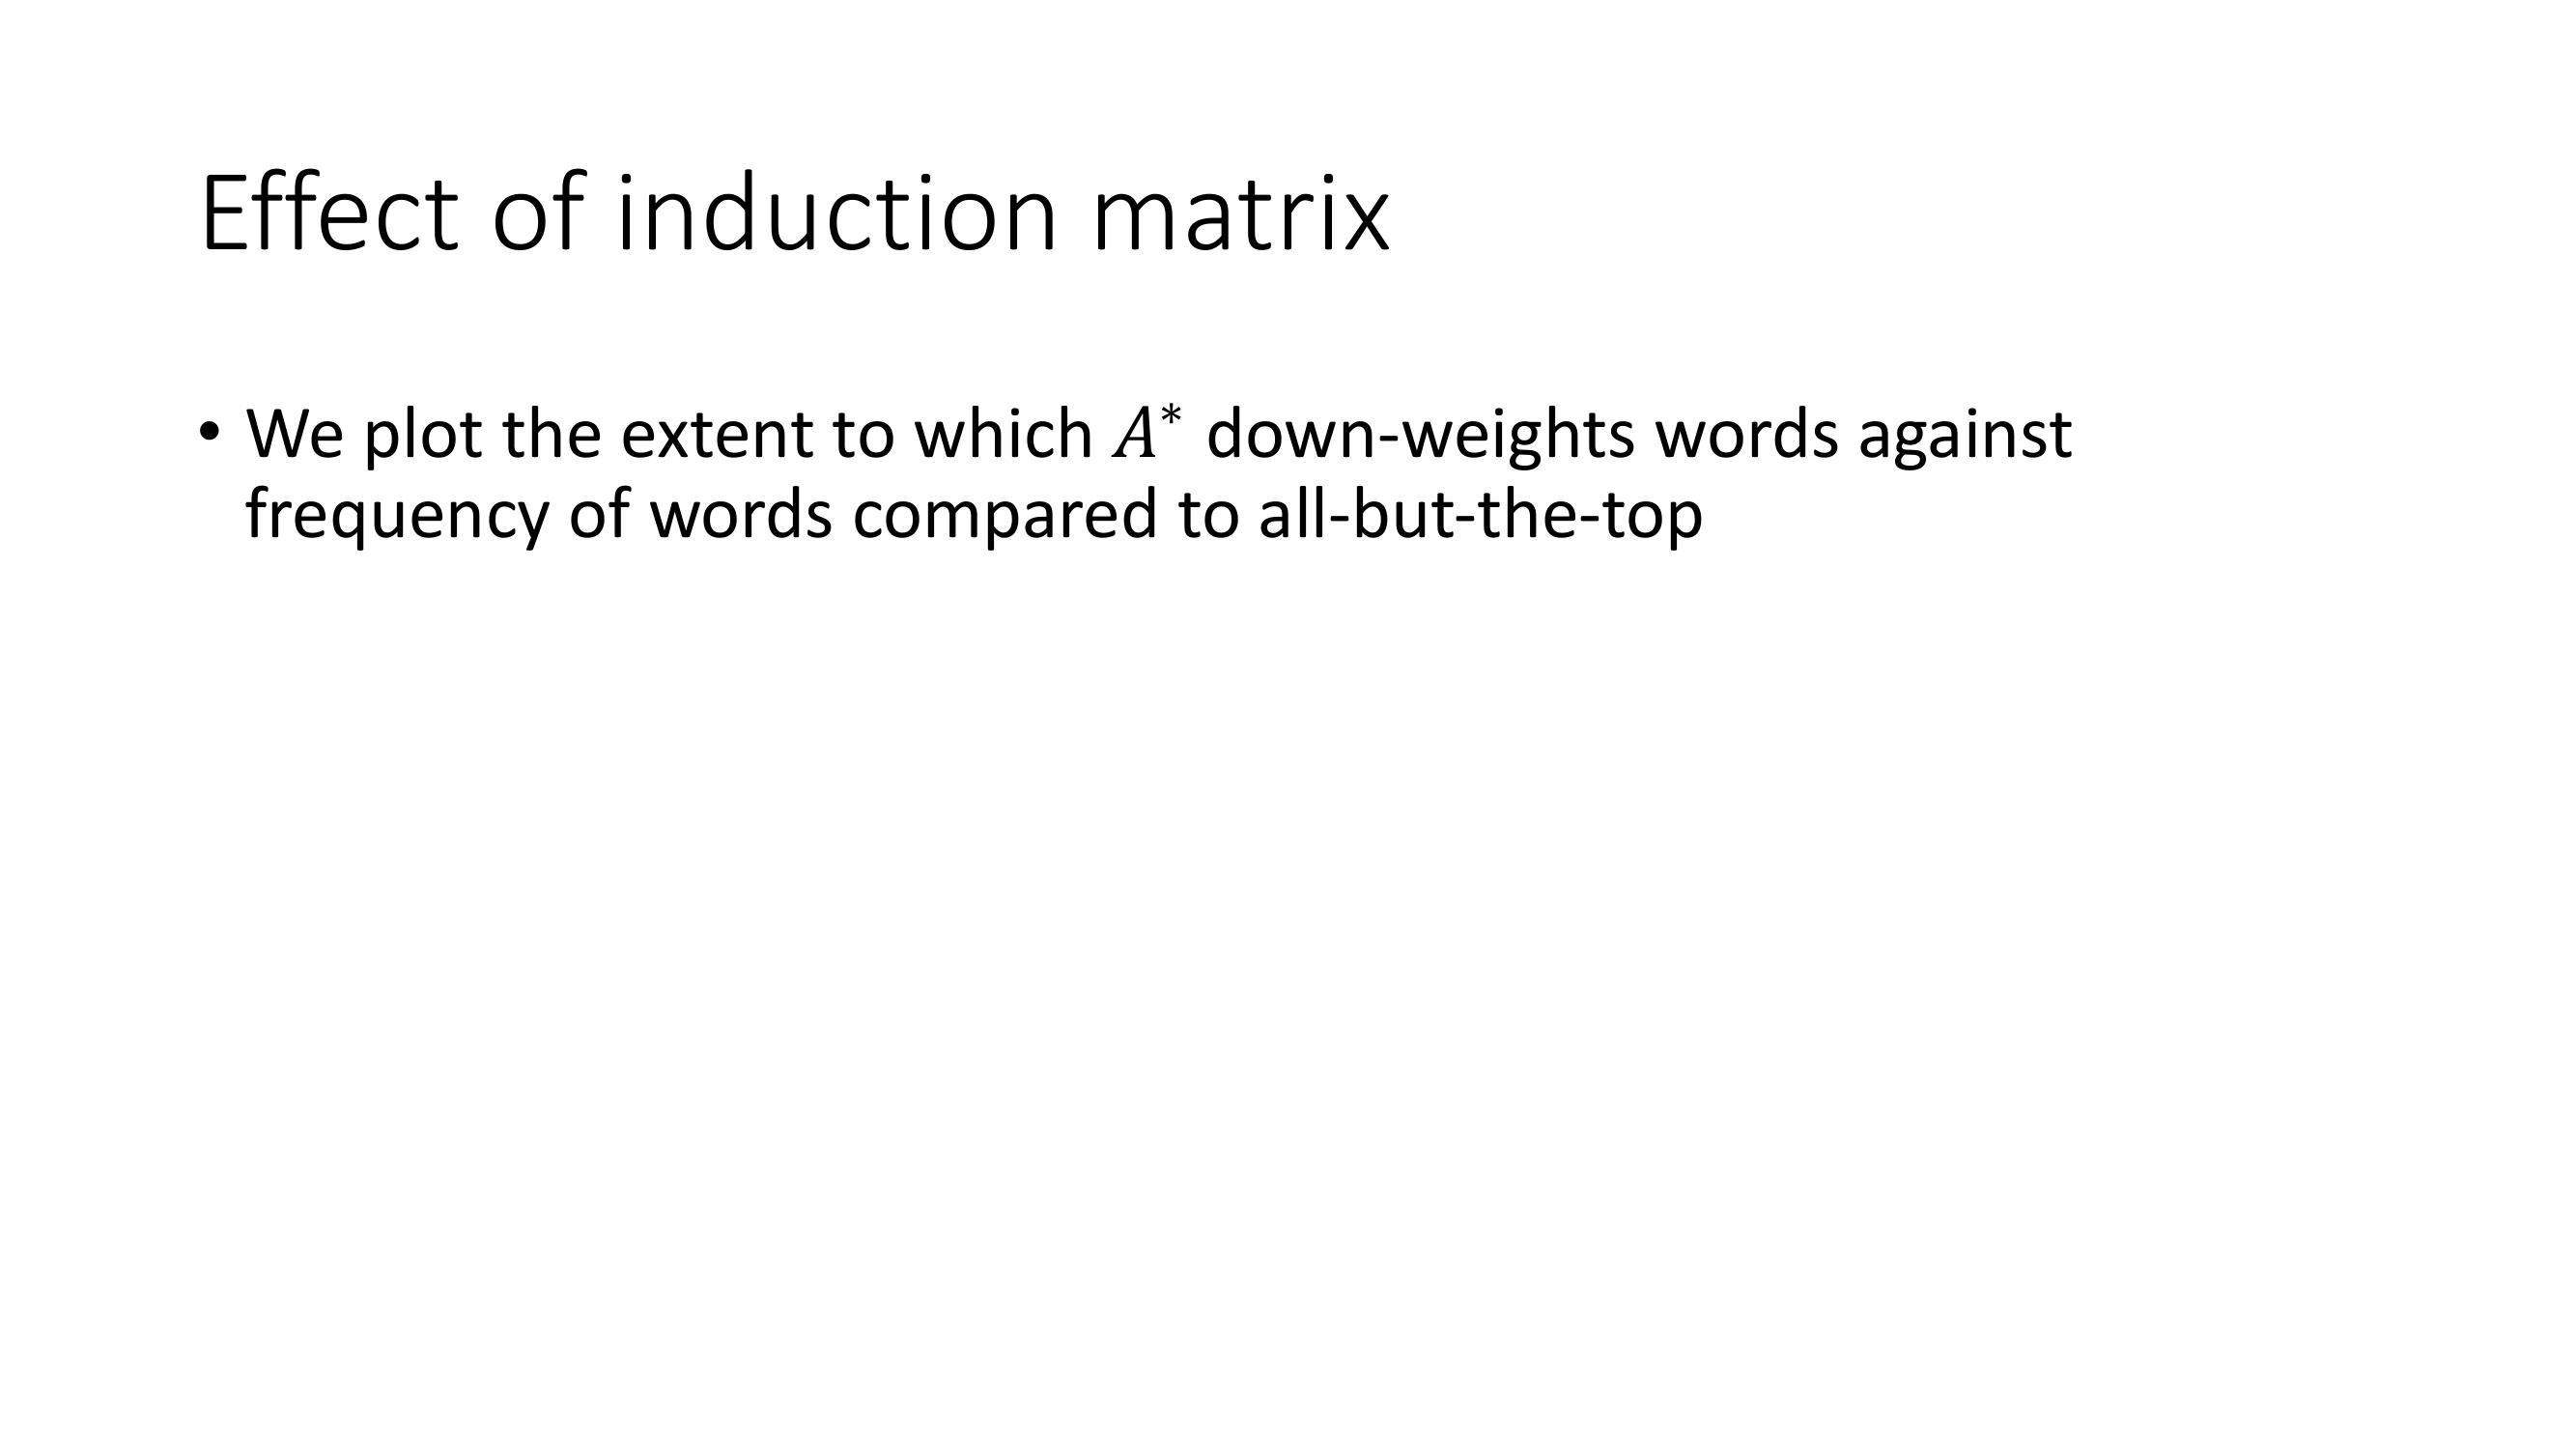 Effect of induction matrix
• We plot the extent to which A* down-weights words against
frequency of words compared to all-but-the-top